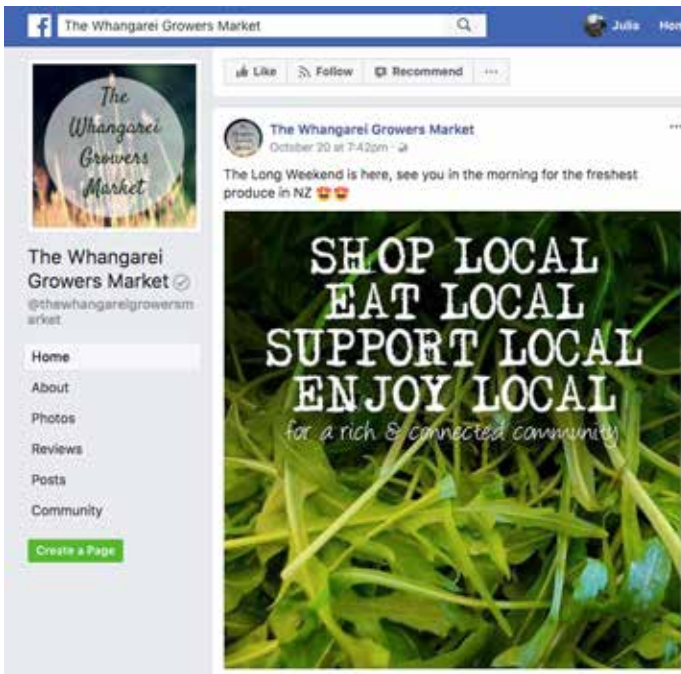 The Whangarei Growers Market
Julia Hom
The
Whangarei
Growers
Market
Like Follow Recommend ...
The Whangarei Growers Market
October 20 at 7:42pm
The Long Weekend is here, see you in the morning for the freshest
produce in NZ 😍😍
SHOP LOCAL
EAT LOCAL
SUPPORT LOCAL
ENJOY LOCAL
for a rich & connected community
The Whangarei
Growers Market
@thewhangareigrowersm
arket
Home
About
Photos
Reviews
Posts
Community
Create a Page